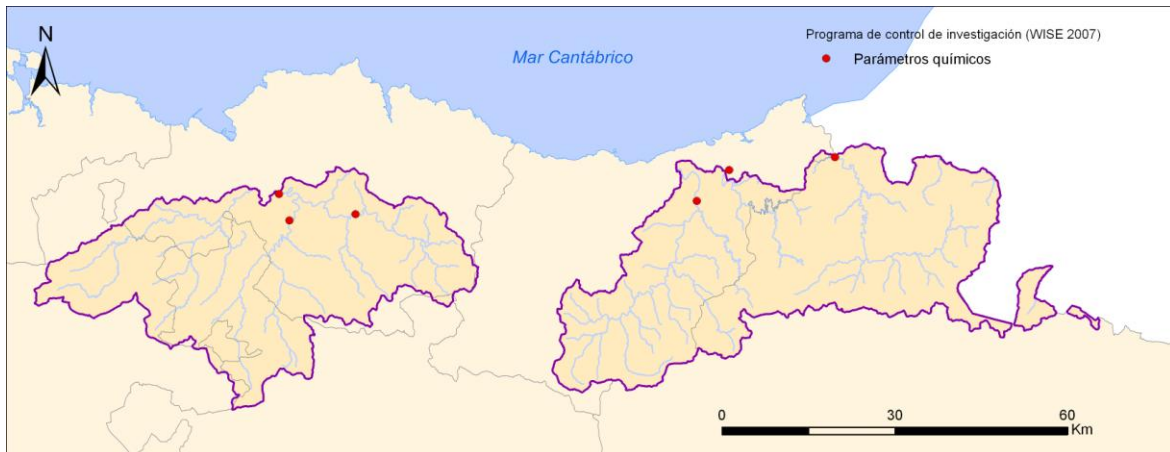 N
Mar Cantábrico
Programa de control de investigación (WISE 2007)
Parámetros químicos
0 30 60
Km